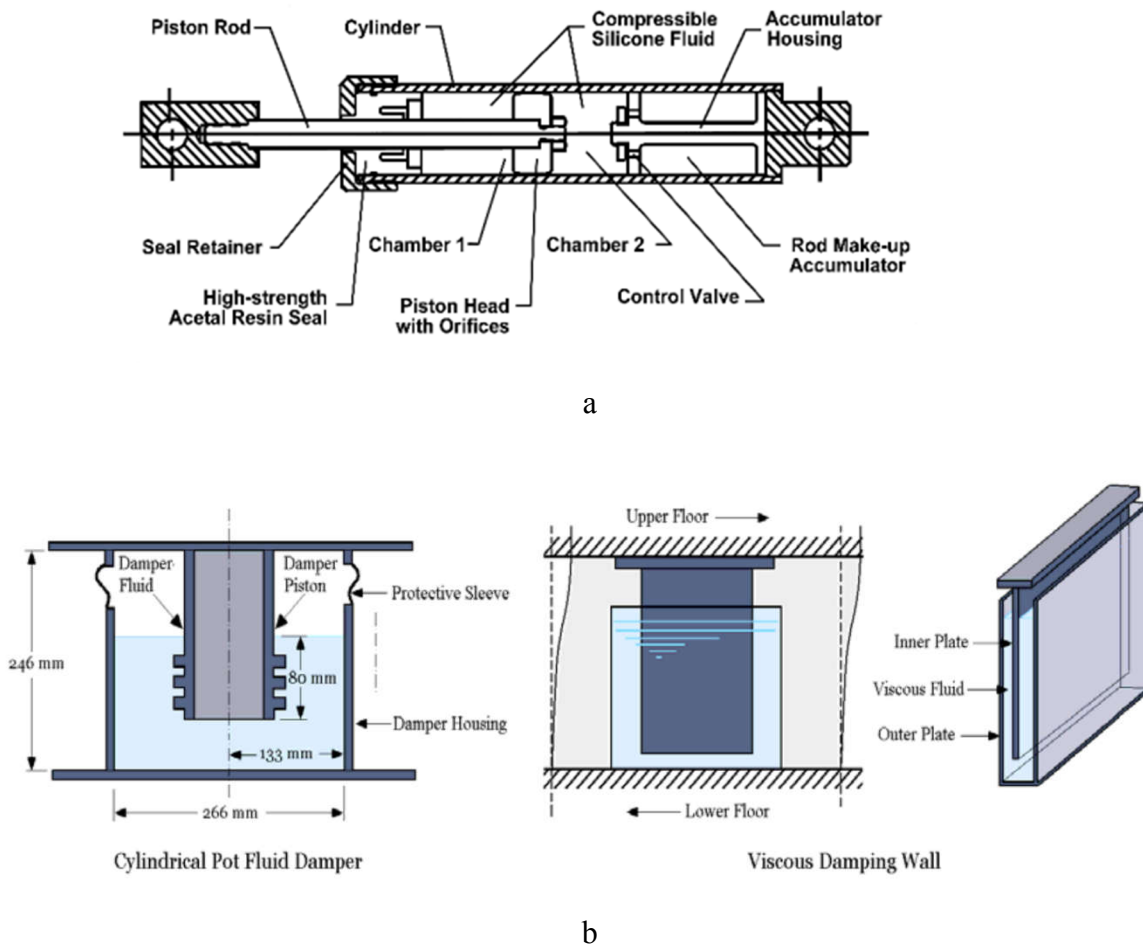 Piston Rod
Cylinder
Compressible
Silicone Fluid
Accumulator
Housing
Seal Retainer
Chamber 1
Chamber 2
Rod Make-up
Accumulator
High-strength
Acetal Resin Seal
Piston Head
with Orifices
Control Valve
a
Damper
Fluid
Damper
Piston
Protective Sleeve
246 mm
80 mm
Damper Housing
133 mm
266 mm
Cylindrical Pot Fluid Damper
Upper Floor
Lower Floor
Inner Plate
Viscous Fluid
Outer Plate
Viscous Damping Wall
b